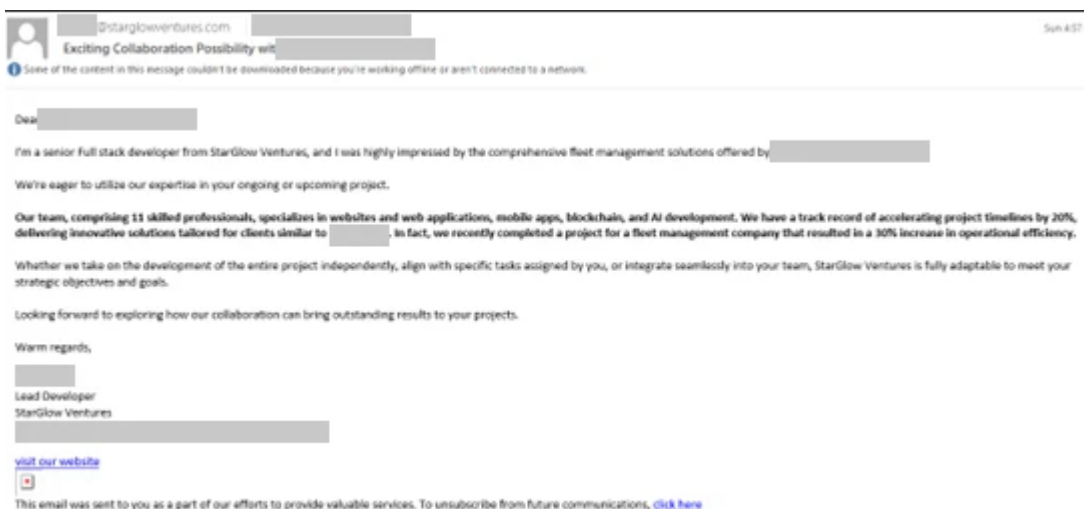 @starglowventures.com
Sun 4:57
Exciting Collaboration Possibility wit
Some of the content in this message couldn't be downloaded because you're working offline or aren't connected to a network.
Dear
I'm a senior Full stack developer from StarGlow Ventures, and I was highly impressed by the comprehensive fleet management solutions offered by
We're eager to utilize our expertise in your ongoing or upcoming project.
Our team, comprising 11 skilled professionals, specializes in websites and web applications, mobile apps, blockchain, and AI development. We have a track record of accelerating project timelines by 20%,
delivering innovative solutions tailored for clients similar to . In fact, we recently completed a project for a fleet management company that resulted in a 30% increase in operational efficiency.
Whether we take on the development of the entire project independently, align with specific tasks assigned by you, or integrate seamlessly into your team, StarGlow Ventures is fully adaptable to meet your
strategic objectives and goals.
Looking forward to exploring how our collaboration can bring outstanding results to your projects.
Warm regards,
Lead Developer
StarGlow Ventures
visit our website
This email was sent to you as a part of our efforts to provide valuable services. To unsubscribe from future communications, click here